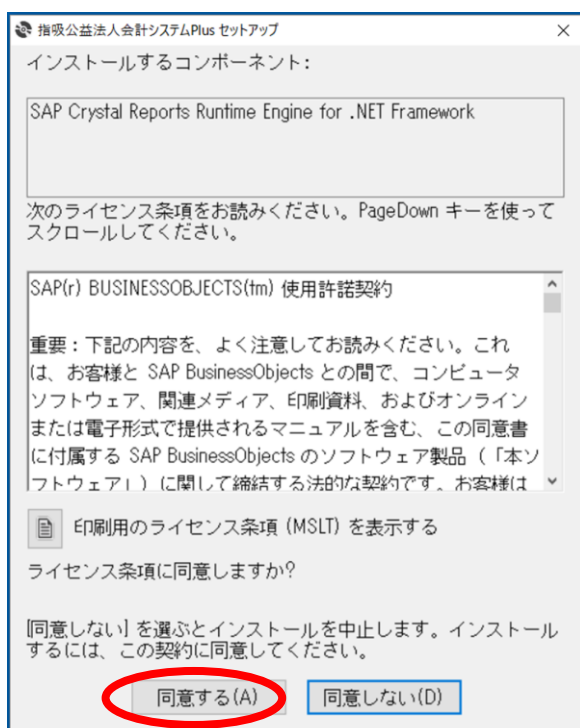 指吸公益法人会計システムPlus セットアップ
インストールするコンポーネント:
SAP Crystal Reports Runtime Engine for .NET Framework
次のライセンス条項をお読みください。PageDown キーを使って
スクロールしてください。
SAP(r) BUSINESSOBJECTS(tm) 使用許諾契約
重要：下記の内容を、よく注意してお読みください。これ
は、お客様と SAP BusinessObjects との間で、コンピュータ
ソフトウェア、関連メディア、印刷資料、およびオンライン
または電子形式で提供されるマニュアルを含む、この同意書
に付属する SAP BusinessObjects のソフトウェア製品（「本ソ
フトウェア」）に関して締結する法的な契約です。お客様は
印刷用のライセンス条項 (MSLT) を表示する
ライセンス条項に同意しますか?
[同意しない] を選ぶとインストールを中止します。インストール
するには、この契約に同意してください。
同意する(A)
同意しない(D)